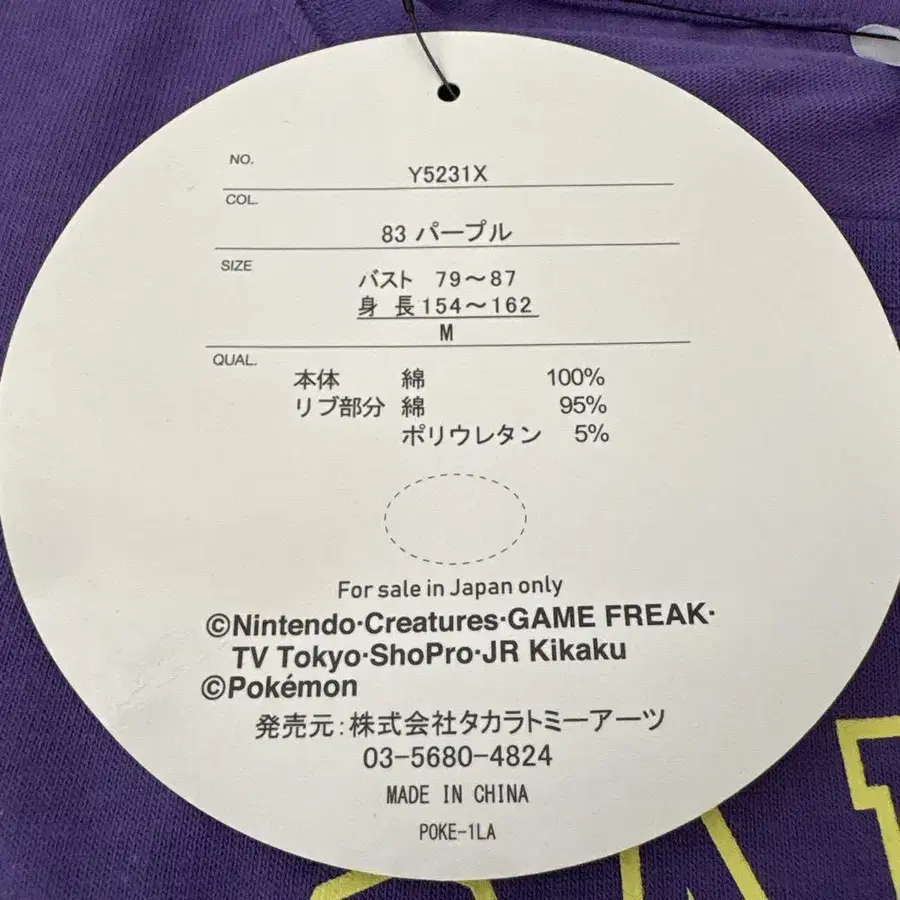 NO.
Y5231X
COL.
83 パープル
SIZE
バスト 79～87
身 長 154～162
M
QUAL.
本体 綿 100%
リブ部分 綿 95%
ポリウレタン 5%
For sale in Japan only
©Nintendo·Creatures·GAME FREAK·
TV Tokyo·ShoPro·JR Kikaku
©Pokémon
発売元:株式会社タカラトミーアーツ
03-5680-4824
MADE IN CHINA
POKE-1LA